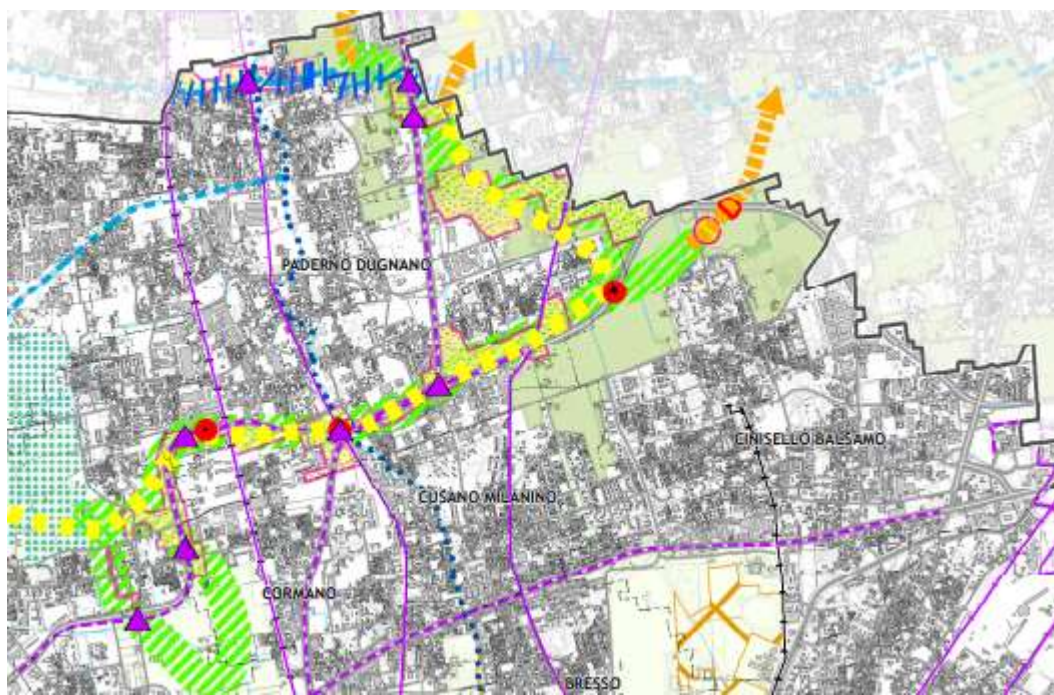 PADERNO DUGNANO
CINISELLO BALSAMO
CUSANO MILANINO
CORMANO
BRESSO